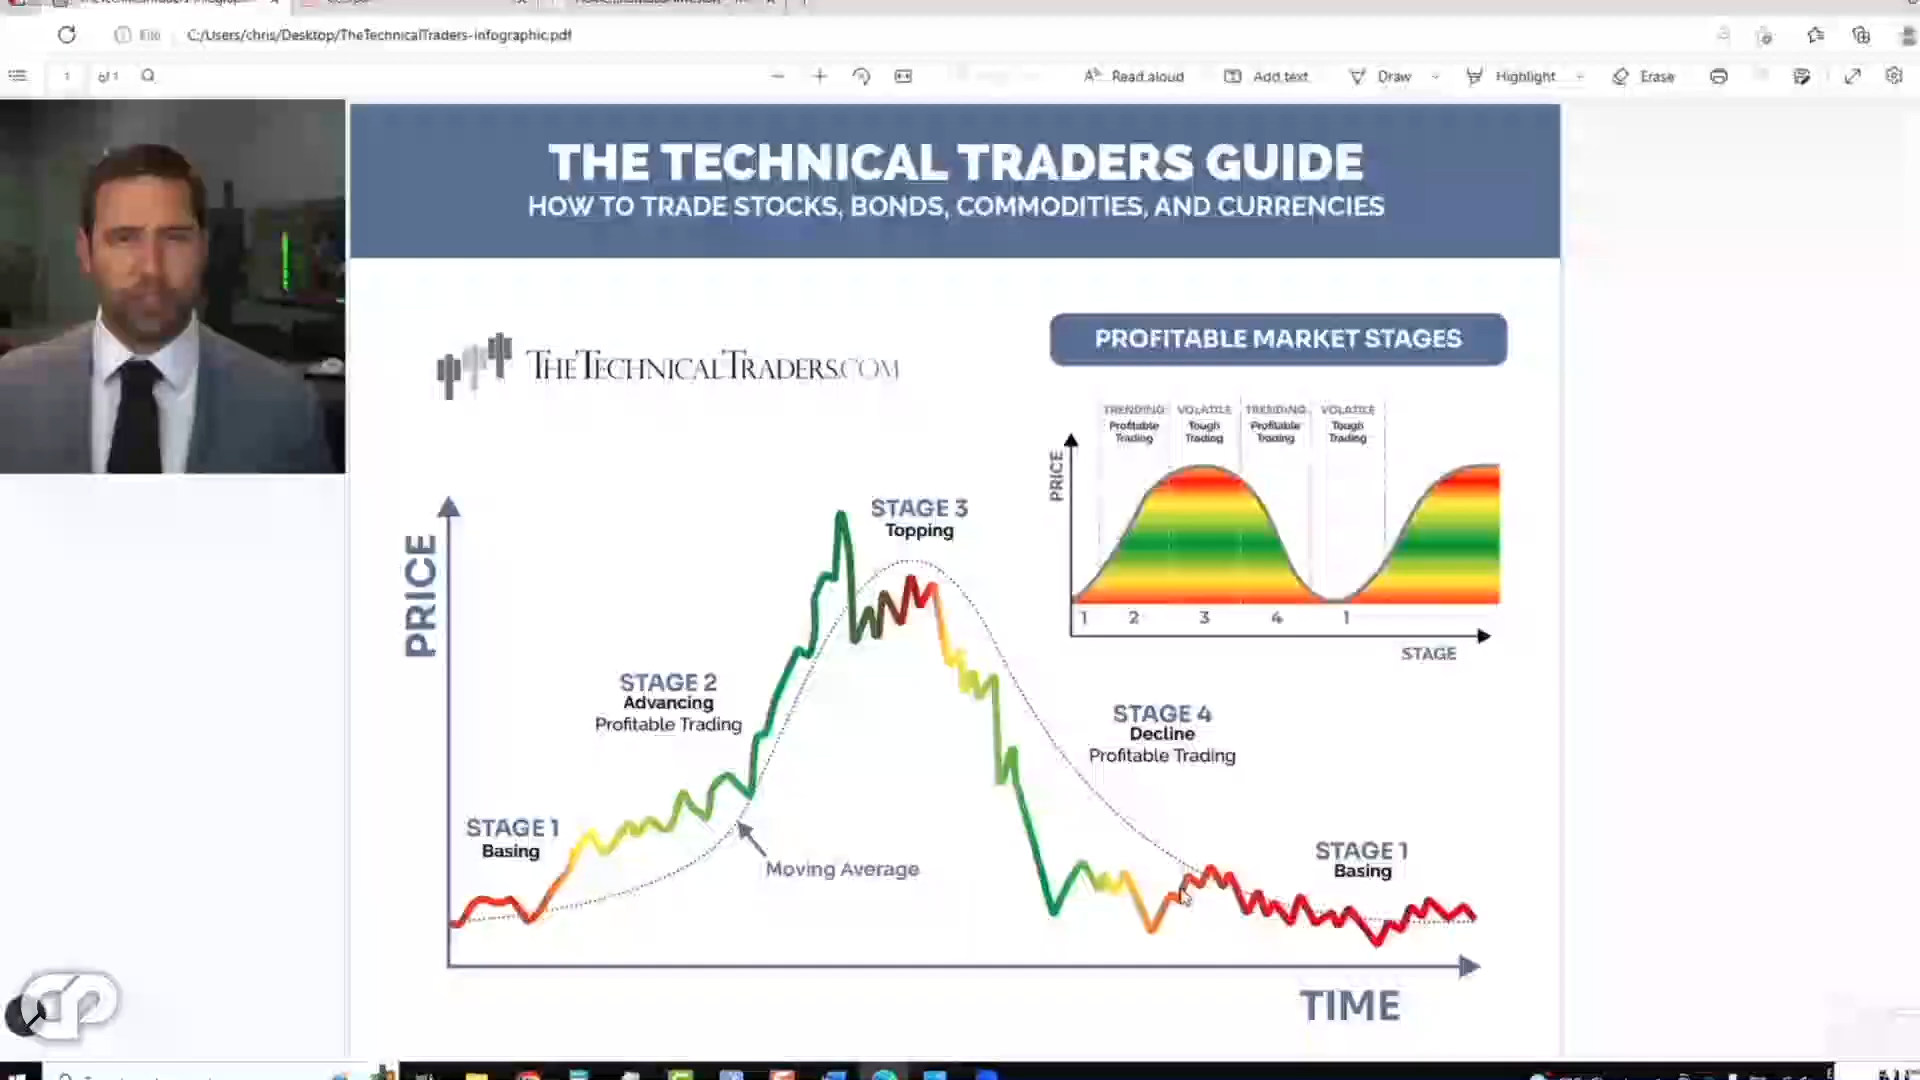 C:/Users/chris/Desktop/TheTechnicalTraders-infographic.pdf
1 of 1
Read aloud
Add text
Draw
Highlight
Erase
THE TECHNICAL TRADERS GUIDE
HOW TO TRADE STOCKS, BONDS, COMMODITIES, AND CURRENCIES
THETECHNICALTRADERS.COM
PROFITABLE MARKET STAGES
TRENDING VOLATILE TRENDING VOLATILE
Profitable Tough Profitable Tough
Trading Trading Trading Trading
PRICE
1 2 3 4 1
STAGE
PRICE
STAGE 3
Topping
STAGE 2
Advancing
Profitable Trading
STAGE 4
Decline
Profitable Trading
STAGE 1
Basing
Moving Average
STAGE 1
Basing
TIME